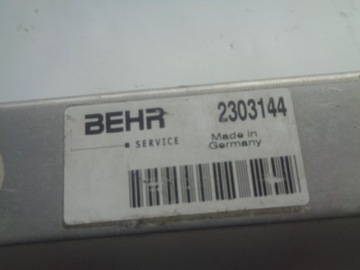 BEHR 2303144
SERVICE Made in
Germany